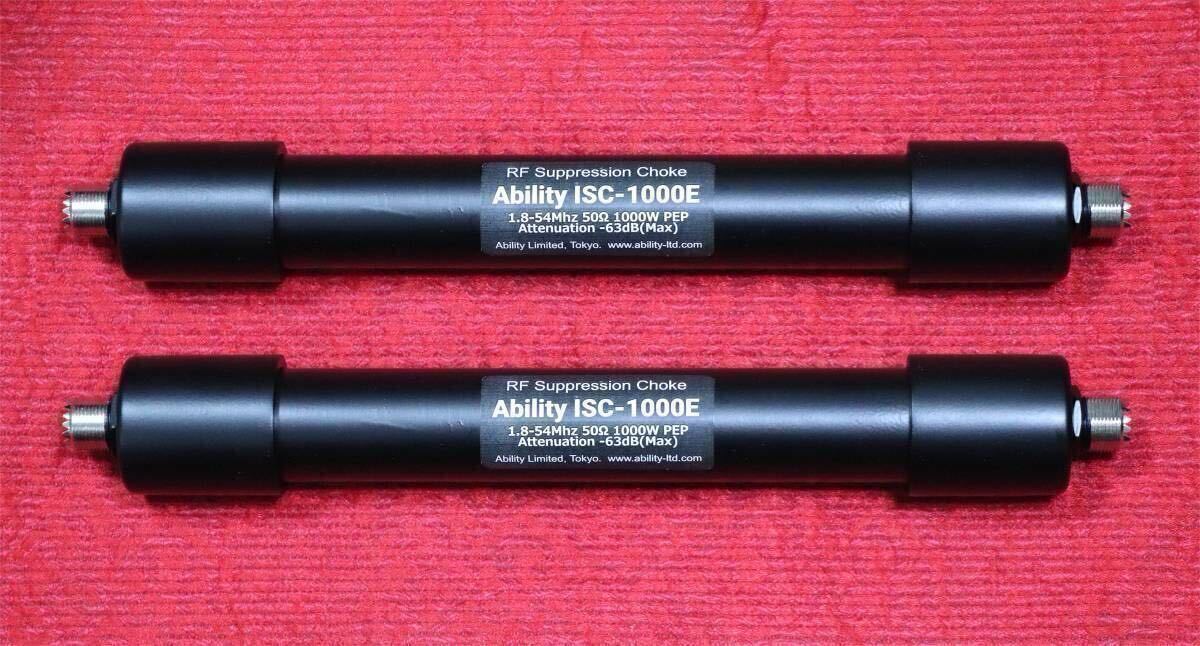 RF Suppression Choke
Ability ISC-1000E
1.8-54Mhz 50Ω 1000W PEP
Attenuation -63dB(Max)
Ability Limited, Tokyo. www.ability-ltd.com
RF Suppression Choke
Ability ISC-1000E
1.8-54Mhz 50Ω 1000W PEP
Attenuation -63dB(Max)
Ability Limited, Tokyo. www.ability-ltd.com